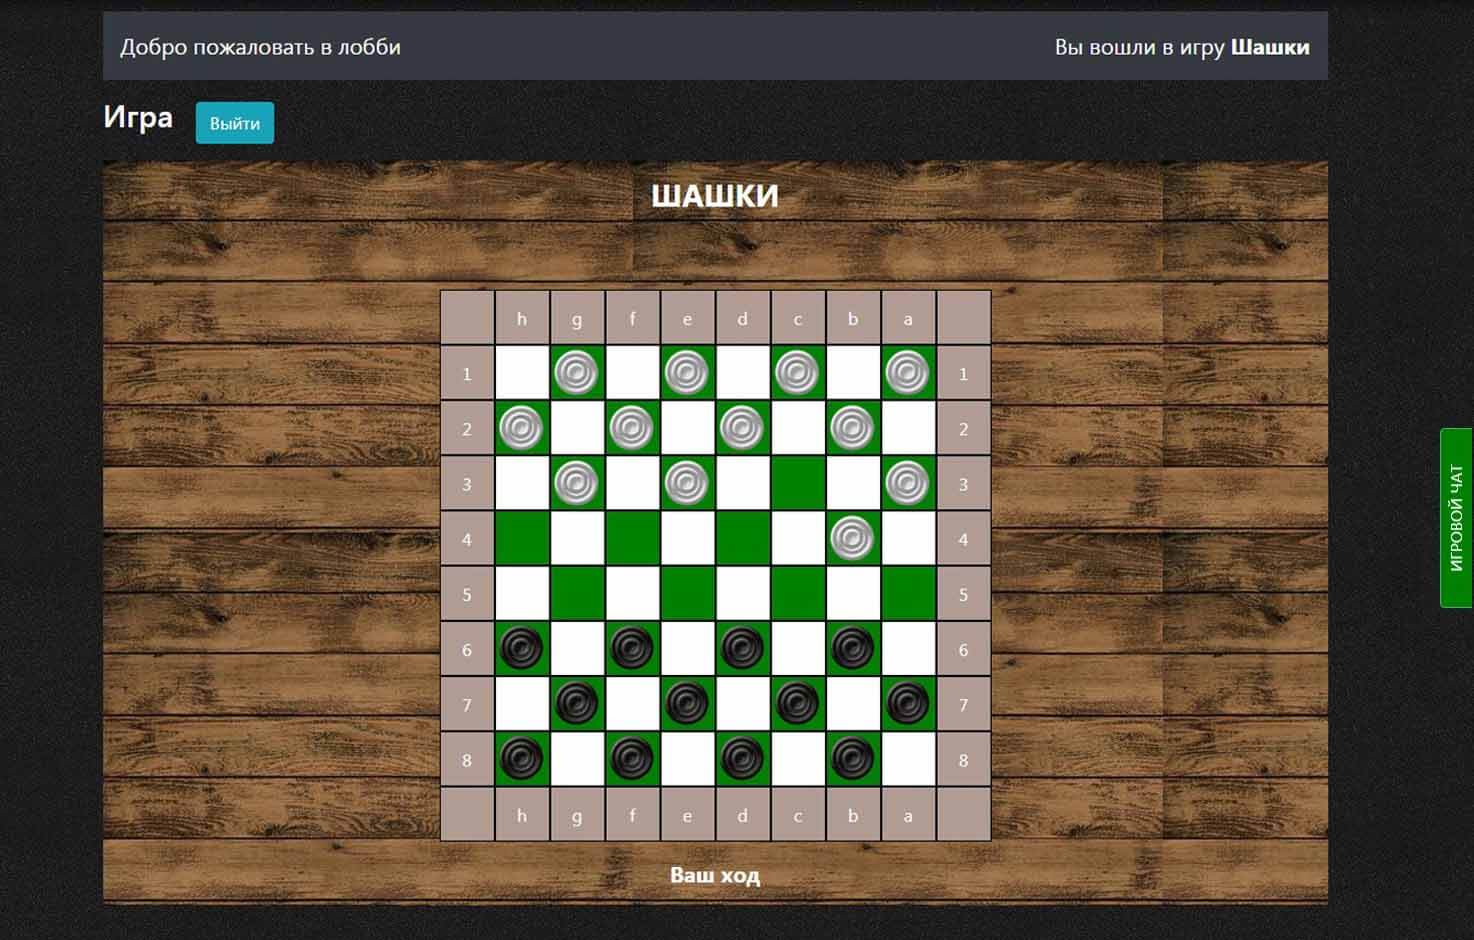 Добро пожаловать в лобби
Вы вошли в игру Шашки
Игра
Выйти
ШАШКИ
h g f e d c b a
1 1
2 2
3 3
4 4
5 5
6 6
7 7
8 8
h g f e d c b a
Ваш ход
ИГРОВОЙ ЧАТ